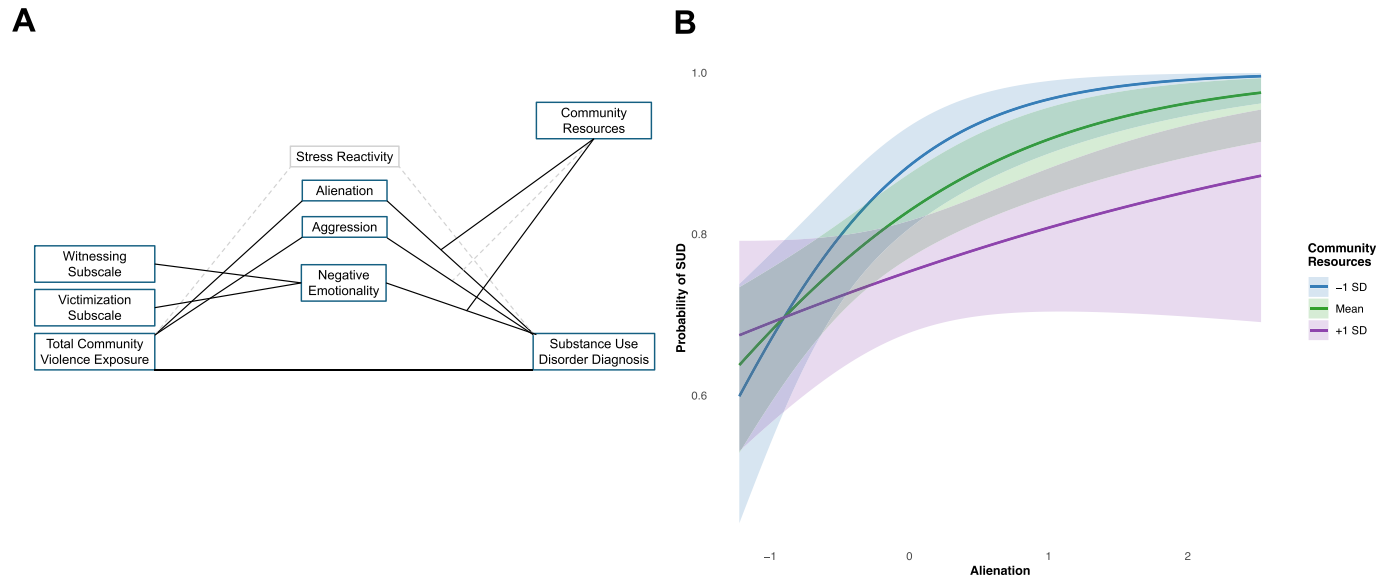 A
Community
Resources
Stress Reactivity
Alienation
Aggression
Witnessing
Subscale
Negative
Emotionality
Victimization
Subscale
Total Community
Violence Exposure
Substance Use
Disorder Diagnosis
B
1.0
0.8
0.6
Probability of SUD
−1
0
1
2
Alienation
Community
Resources
−1 SD
Mean
+1 SD